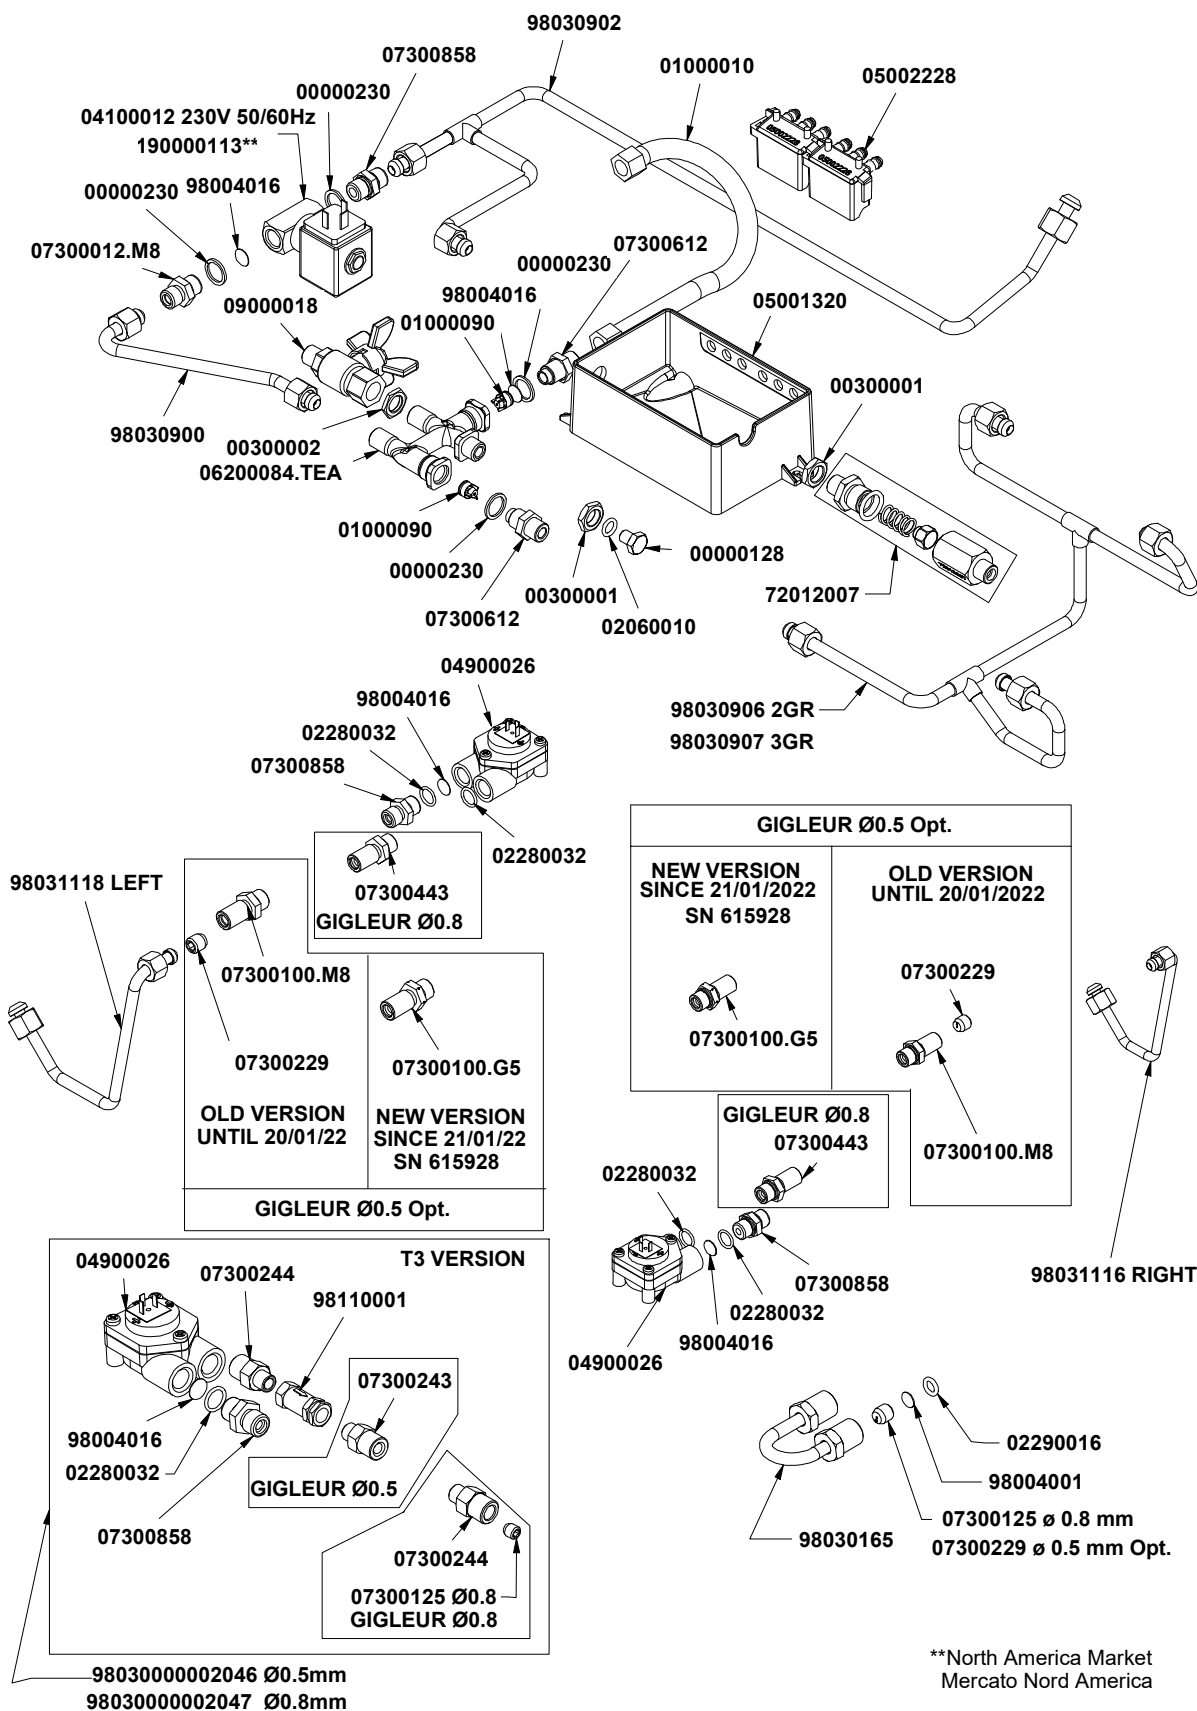 98030902
07300858
01000010
05002228
00000230
04100012 230V 50/60Hz
190000113**
05002228
05002228
00000230
98004016
07300012.M8
07300612
00000230
09000018
98004016
05001320
01000090
00300001
98030900
00300002
06200084.TEA
01000090
00000128
00000230
00300001
72012007
07300612
02060010
04900026
98004016
98030906 2GR
02280032
98030907 3GR
07300858
02280032
GIGLEUR Ø0.5 Opt.
98031118 LEFT
07300443
GIGLEUR Ø0.8
NEW VERSION
SINCE 21/01/2022
SN 615928
OLD VERSION
UNTIL 20/01/2022
07300100.M8
07300229
07300229
07300100.G5
07300100.G5
OLD VERSION
UNTIL 20/01/22
NEW VERSION
SINCE 21/01/22
SN 615928
GIGLEUR Ø0.8
07300443
07300100.M8
02280032
GIGLEUR Ø0.5 Opt.
T3 VERSION
04900026
07300244
98110001
07300858
98031116 RIGHT
02280032
98004016
04900026
07300243
98004016
02280032
GIGLEUR Ø0.5
02290016
98004001
07300858
07300125 ø 0.8 mm
98030165
07300229 ø 0.5 mm Opt.
07300244
07300125 Ø0.8
GIGLEUR Ø0.8
**North America Market
Mercato Nord America
98030000002046 Ø0.5mm
98030000002047 Ø0.8mm